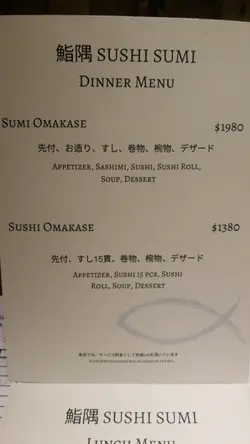 鮨隅 SUSHI SUMI
DINNER MENU
SUMI OMAKASE $1980
先付、お造り、すし、巻物、椀物、デザード
APPETIZER, SASHIMI, SUSHI, SUSHI ROLL,
SOUP, DESSERT
SUSHI OMAKASE $1380
先付、すし15貫、巻物、椀物、デザード
APPETIZER, SUSHI 15 PCS, SUSHI
ROLL, SOUP, DESSERT
鮨隅 SUSHI SUMI
LUNCH MENU